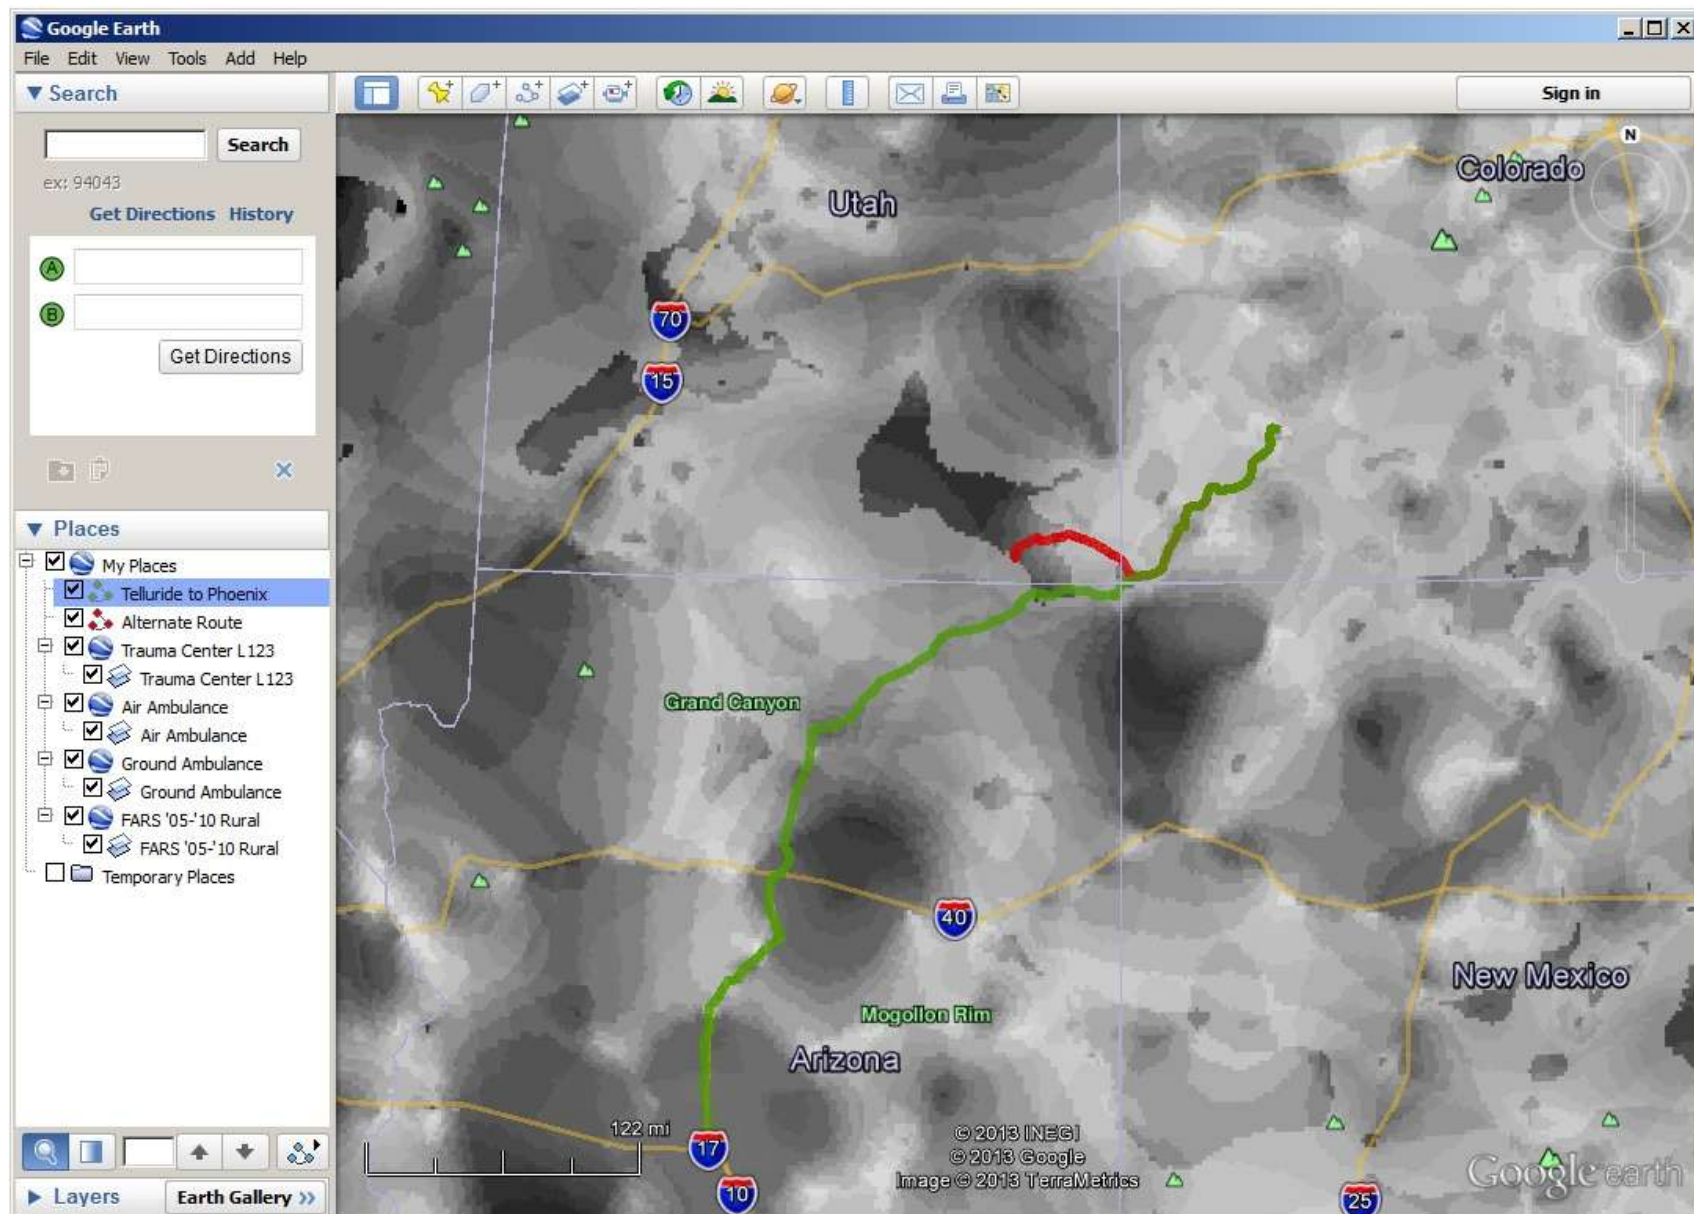 Google Earth
File Edit View Tools Add Help
Search
Sign in
Search
ex: 94043
Get Directions History
A
B
Get Directions
Places
My Places
Telluride to Phoenix
Alternate Route
Trauma Center L123
Trauma Center L123
Air Ambulance
Air Ambulance
Ground Ambulance
Ground Ambulance
FARS '05-'10 Rural
FARS '05-'10 Rural
Temporary Places
Layers
Earth Gallery >>
N
Colorado
Utah
70
15
Grand Canyon
40
New Mexico
Mogollon Rim
Arizona
122 mi
17
10
25
© 2013 INEGI
© 2013 Google
Image © 2013 TerraMetrics
Google earth